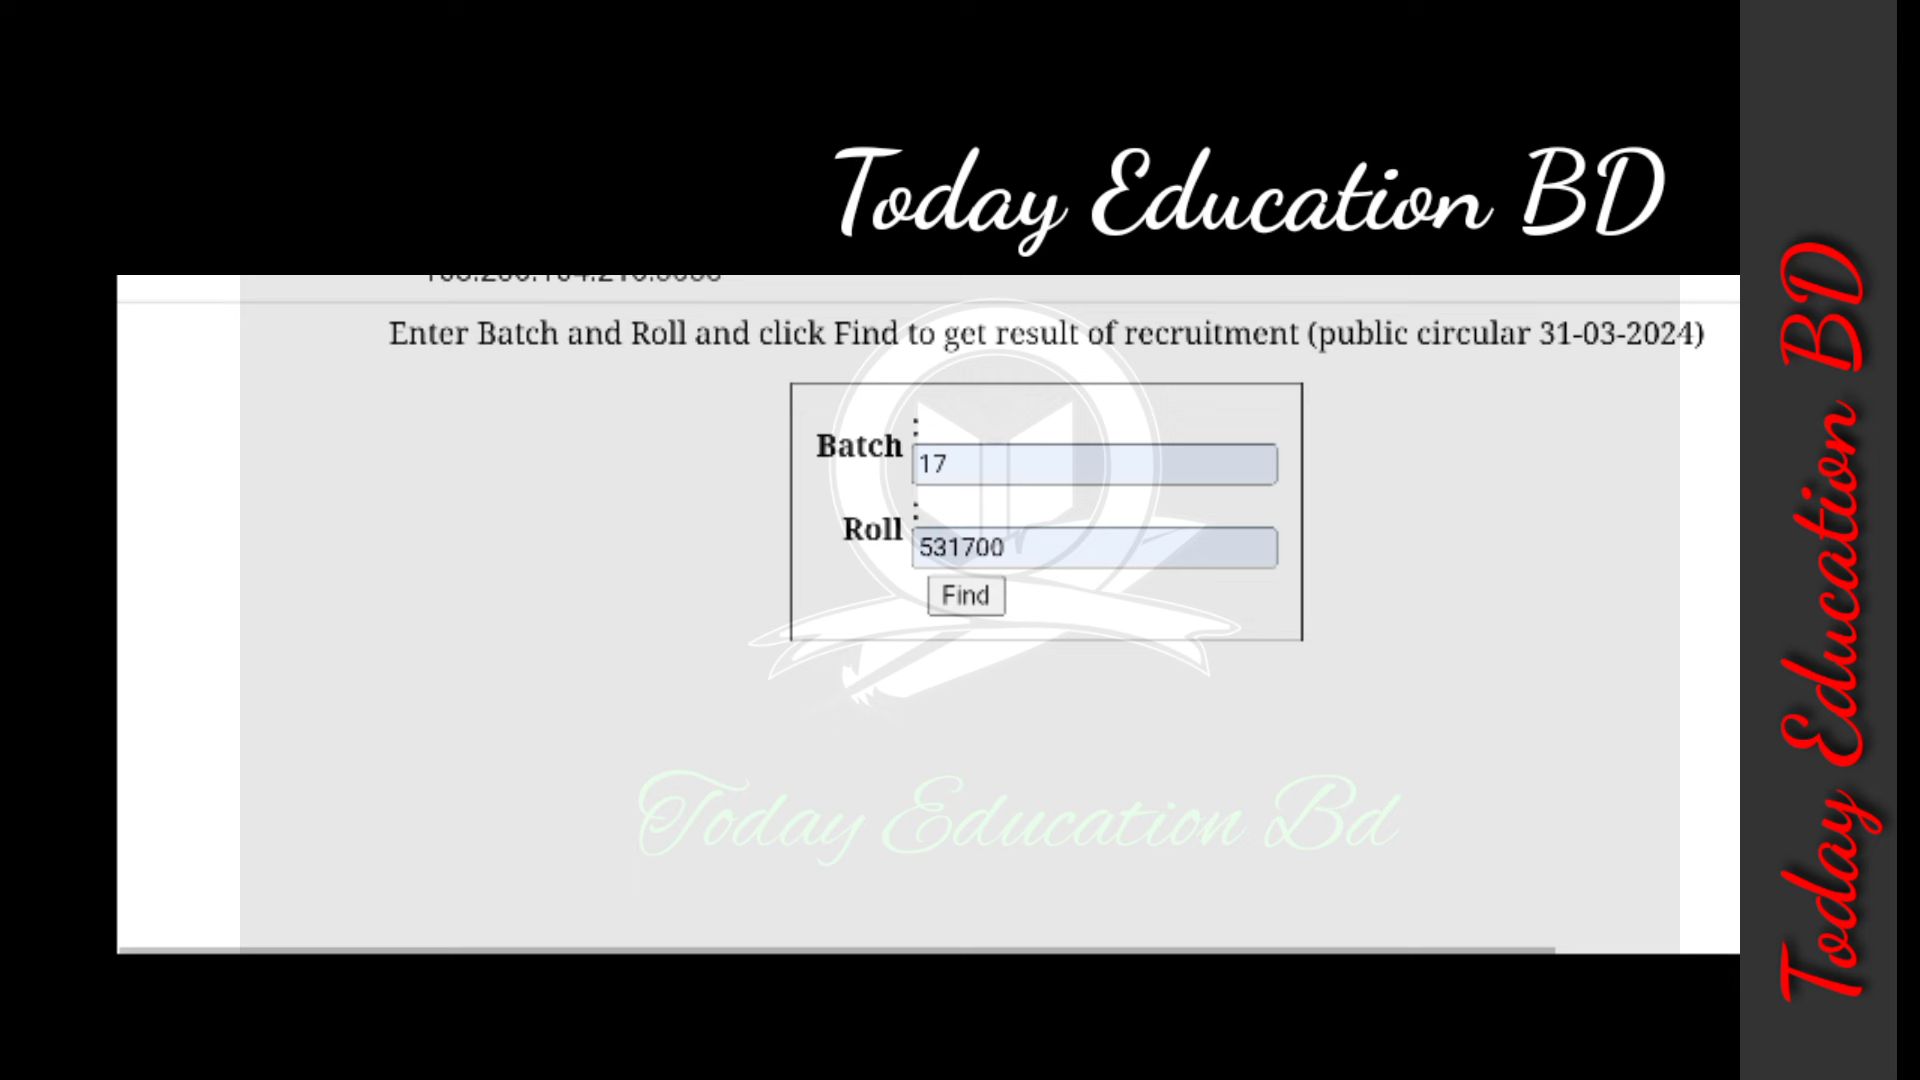 Today Education BD
Enter Batch and Roll and click Find to get result of recruitment (public circular 31-03-2024)
Batch :
17
Roll :
531700
Find
Today Education Bd
Today Education BD